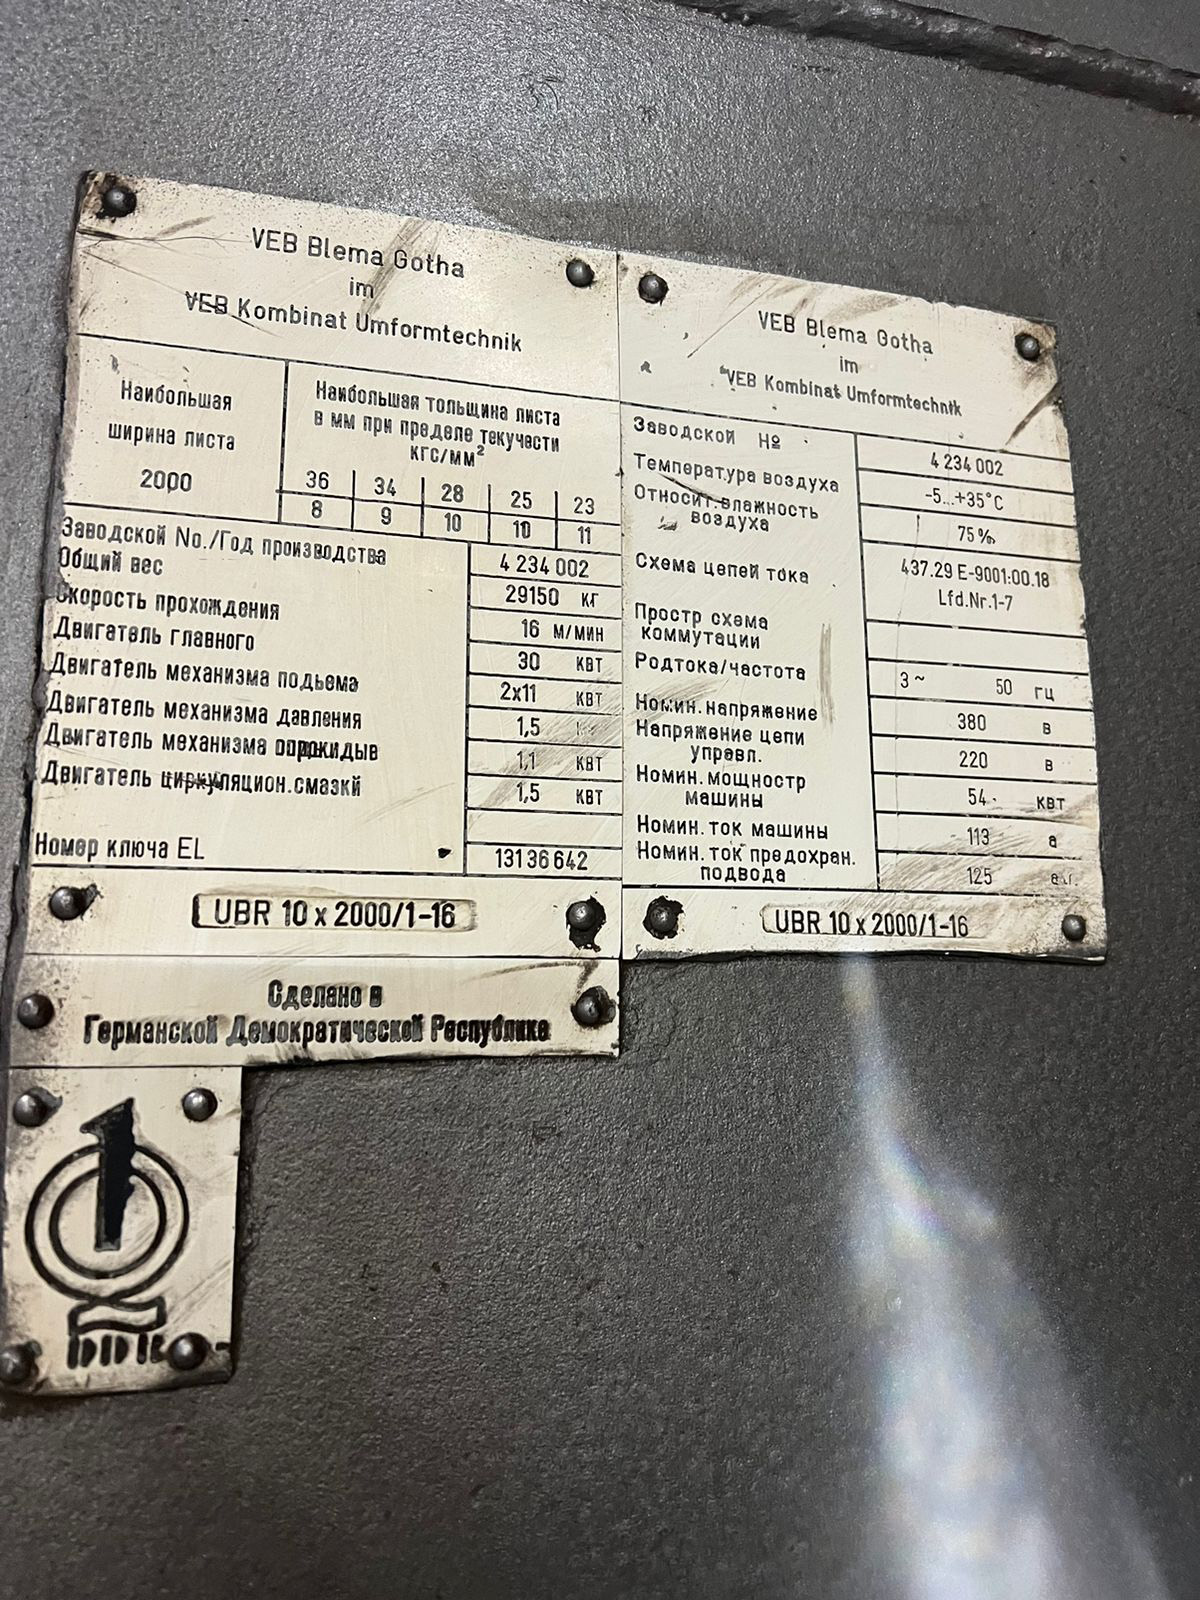 VEB Blema Gotha
im
VEB Kombinat Umformtechnik
Наибольшая
ширина листа
2000
Наибольшая толщина листа
в мм при пределе текучести
кгс/мм²
36 34 28 25 23
8 9 10 10 11
Заводской No./Год производства 4 234 002
Общий вес 29150 кг
Скорость прохождения 16 м/мин
Двигатель главного 30 квт
Двигатель механизма подьема 2x11 квт
Двигатель механизма давления 1,5
Двигатель механизма 1,1 квт
Двигатель циркуляцион.смазкй 1,5 квт
Номер ключа EL 131 36 642
UBR 10 x 2000/1-16
VEB Blema Gotha
im
VEB Kombinat Umformtechnik
Заводской № 4 234 002
Температура воздуха -5...+35°C
Относит.влажность
воздуха 75‰
Схема цепей тока 437.29 E-9001:00.18
Lfd.Nr.1-7
Простр схема
коммутации
Родтока/частота 3~ 50 гц
Номин.напряжение 380 в
Напряжение цепи
управл. 220 в
Номин.мощностр
машины 54 квт
Номин.ток машины 113 а
Номин.ток предохран.
подвода 125
UBR 10 x 2000/1-16
Сделано в
Германской Демократической Республике
1
DDR